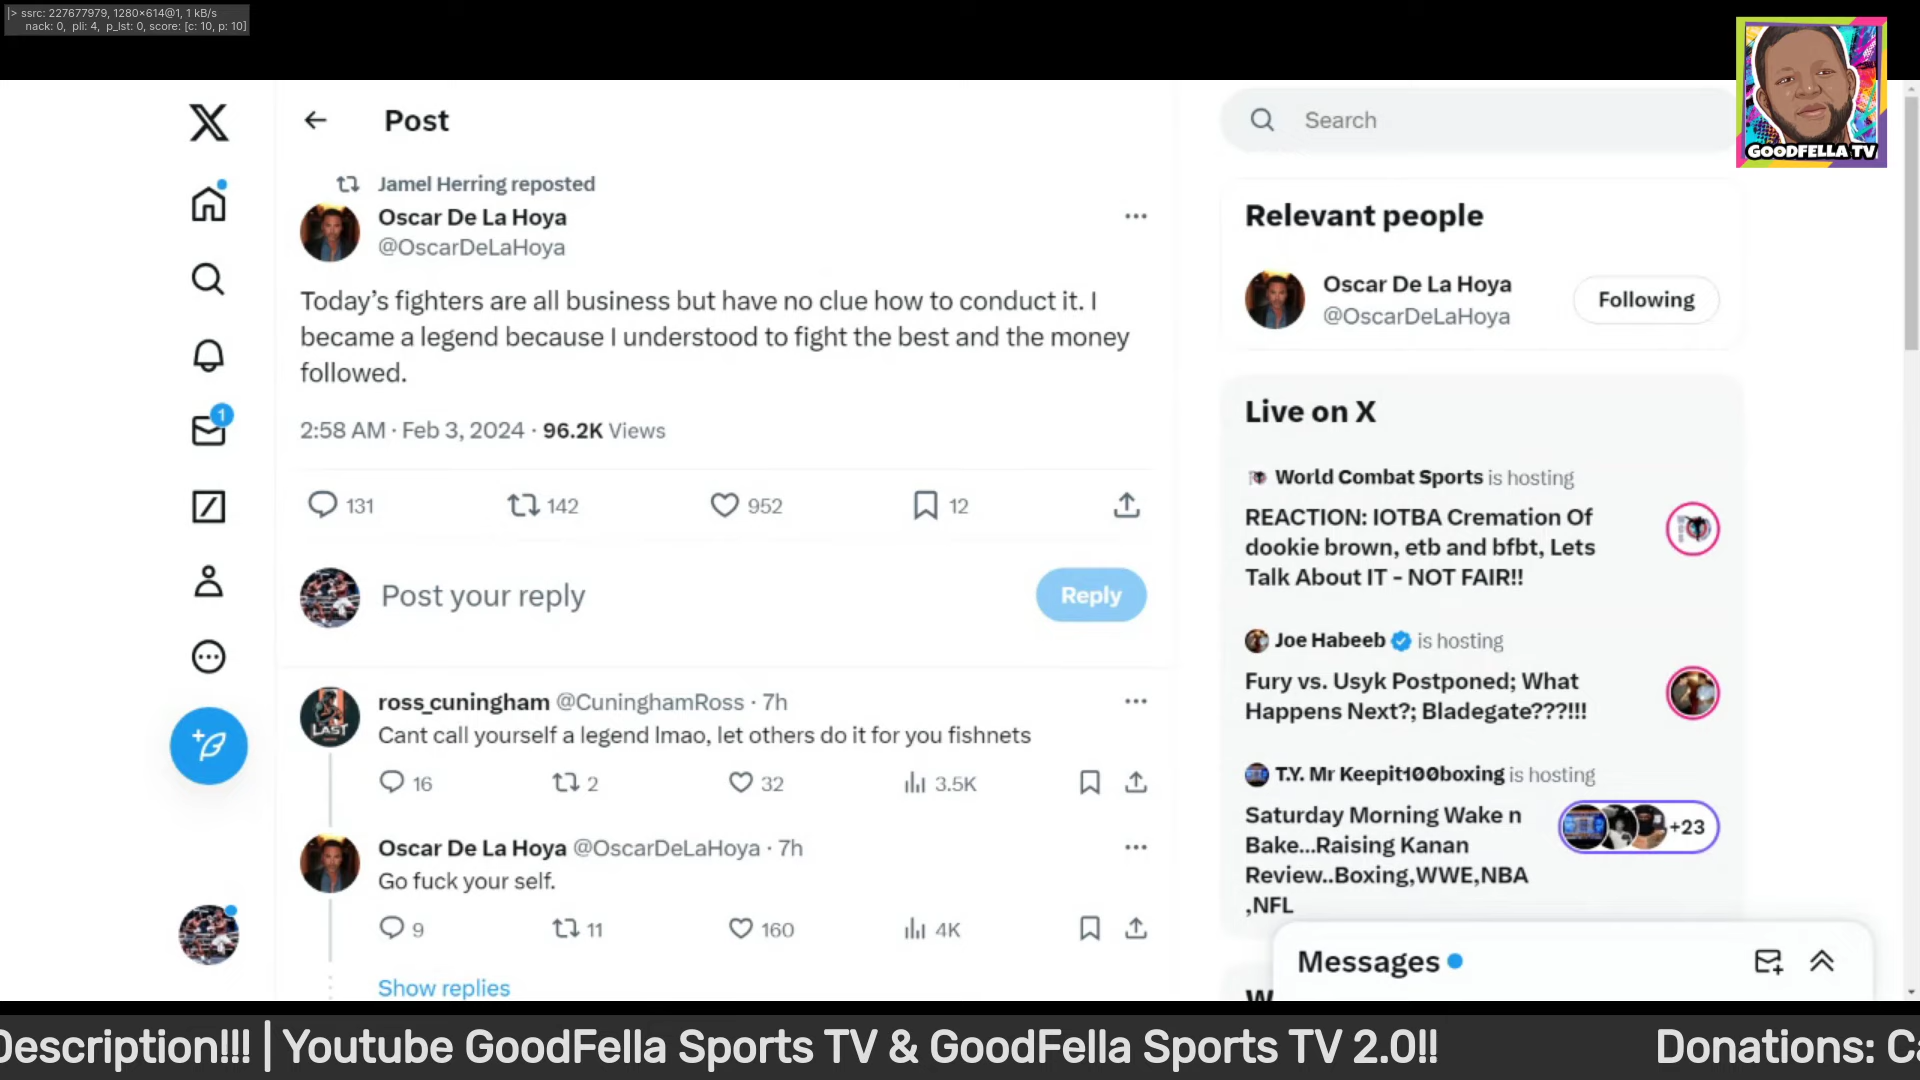 |> ssrc: 227677979, 1280x614@1, 1 kB/s
nack: 0, pli: 4, p_lst: 0, score: [c: 10, p: 10]
GOODFELLA TV
Post
Search
Jamel Herring reposted
Oscar De La Hoya
@OscarDeLaHoya
Today’s fighters are all business but have no clue how to conduct it. I
became a legend because I understood to fight the best and the money
followed.
2:58 AM · Feb 3, 2024 · 96.2K Views
131 142 952 12
Post your reply
Reply
ross_cuningham @CuninghamRoss · 7h
Cant call yourself a legend lmao, let others do it for you fishnets
16 2 32 3.5K
Oscar De La Hoya @OscarDeLaHoya · 7h
Go fuck your self.
9 11 160 4K
Show replies
1
LAST
Relevant people
Oscar De La Hoya
@OscarDeLaHoya
Following
Live on X
World Combat Sports is hosting
REACTION: IOTBA Cremation Of
dookie brown, etb and bfbt, Lets
Talk About IT - NOT FAIR!!
Joe Habeeb is hosting
Fury vs. Usyk Postponed; What
Happens Next?; Bladegate???!!!
T.Y. Mr Keepit100boxing is hosting
Saturday Morning Wake n
Bake...Raising Kanan
Review..Boxing,WWE,NBA
,NFL
+23
Messages
Description!!! | Youtube GoodFella Sports TV & GoodFella Sports TV 2.0!! Donations: